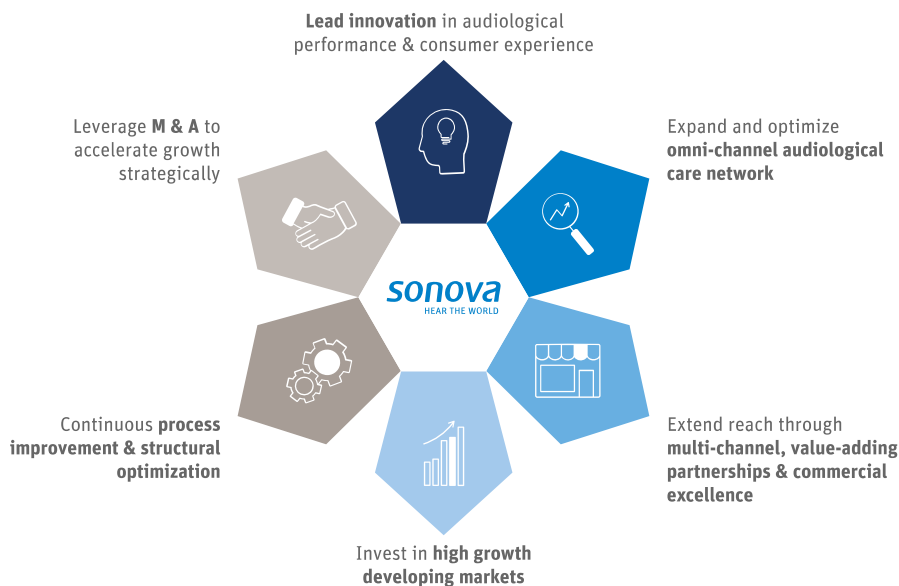 Lead innovation in audiological
performance & consumer experience
Expand and optimize
omni-channel audiological
care network
Extend reach through
multi-channel, value-adding
partnerships & commercial
excellence
Invest in high growth
developing markets
Continuous process
improvement & structural
optimization
Leverage M & A to
accelerate growth
strategically
sonova
HEAR THE WORLD